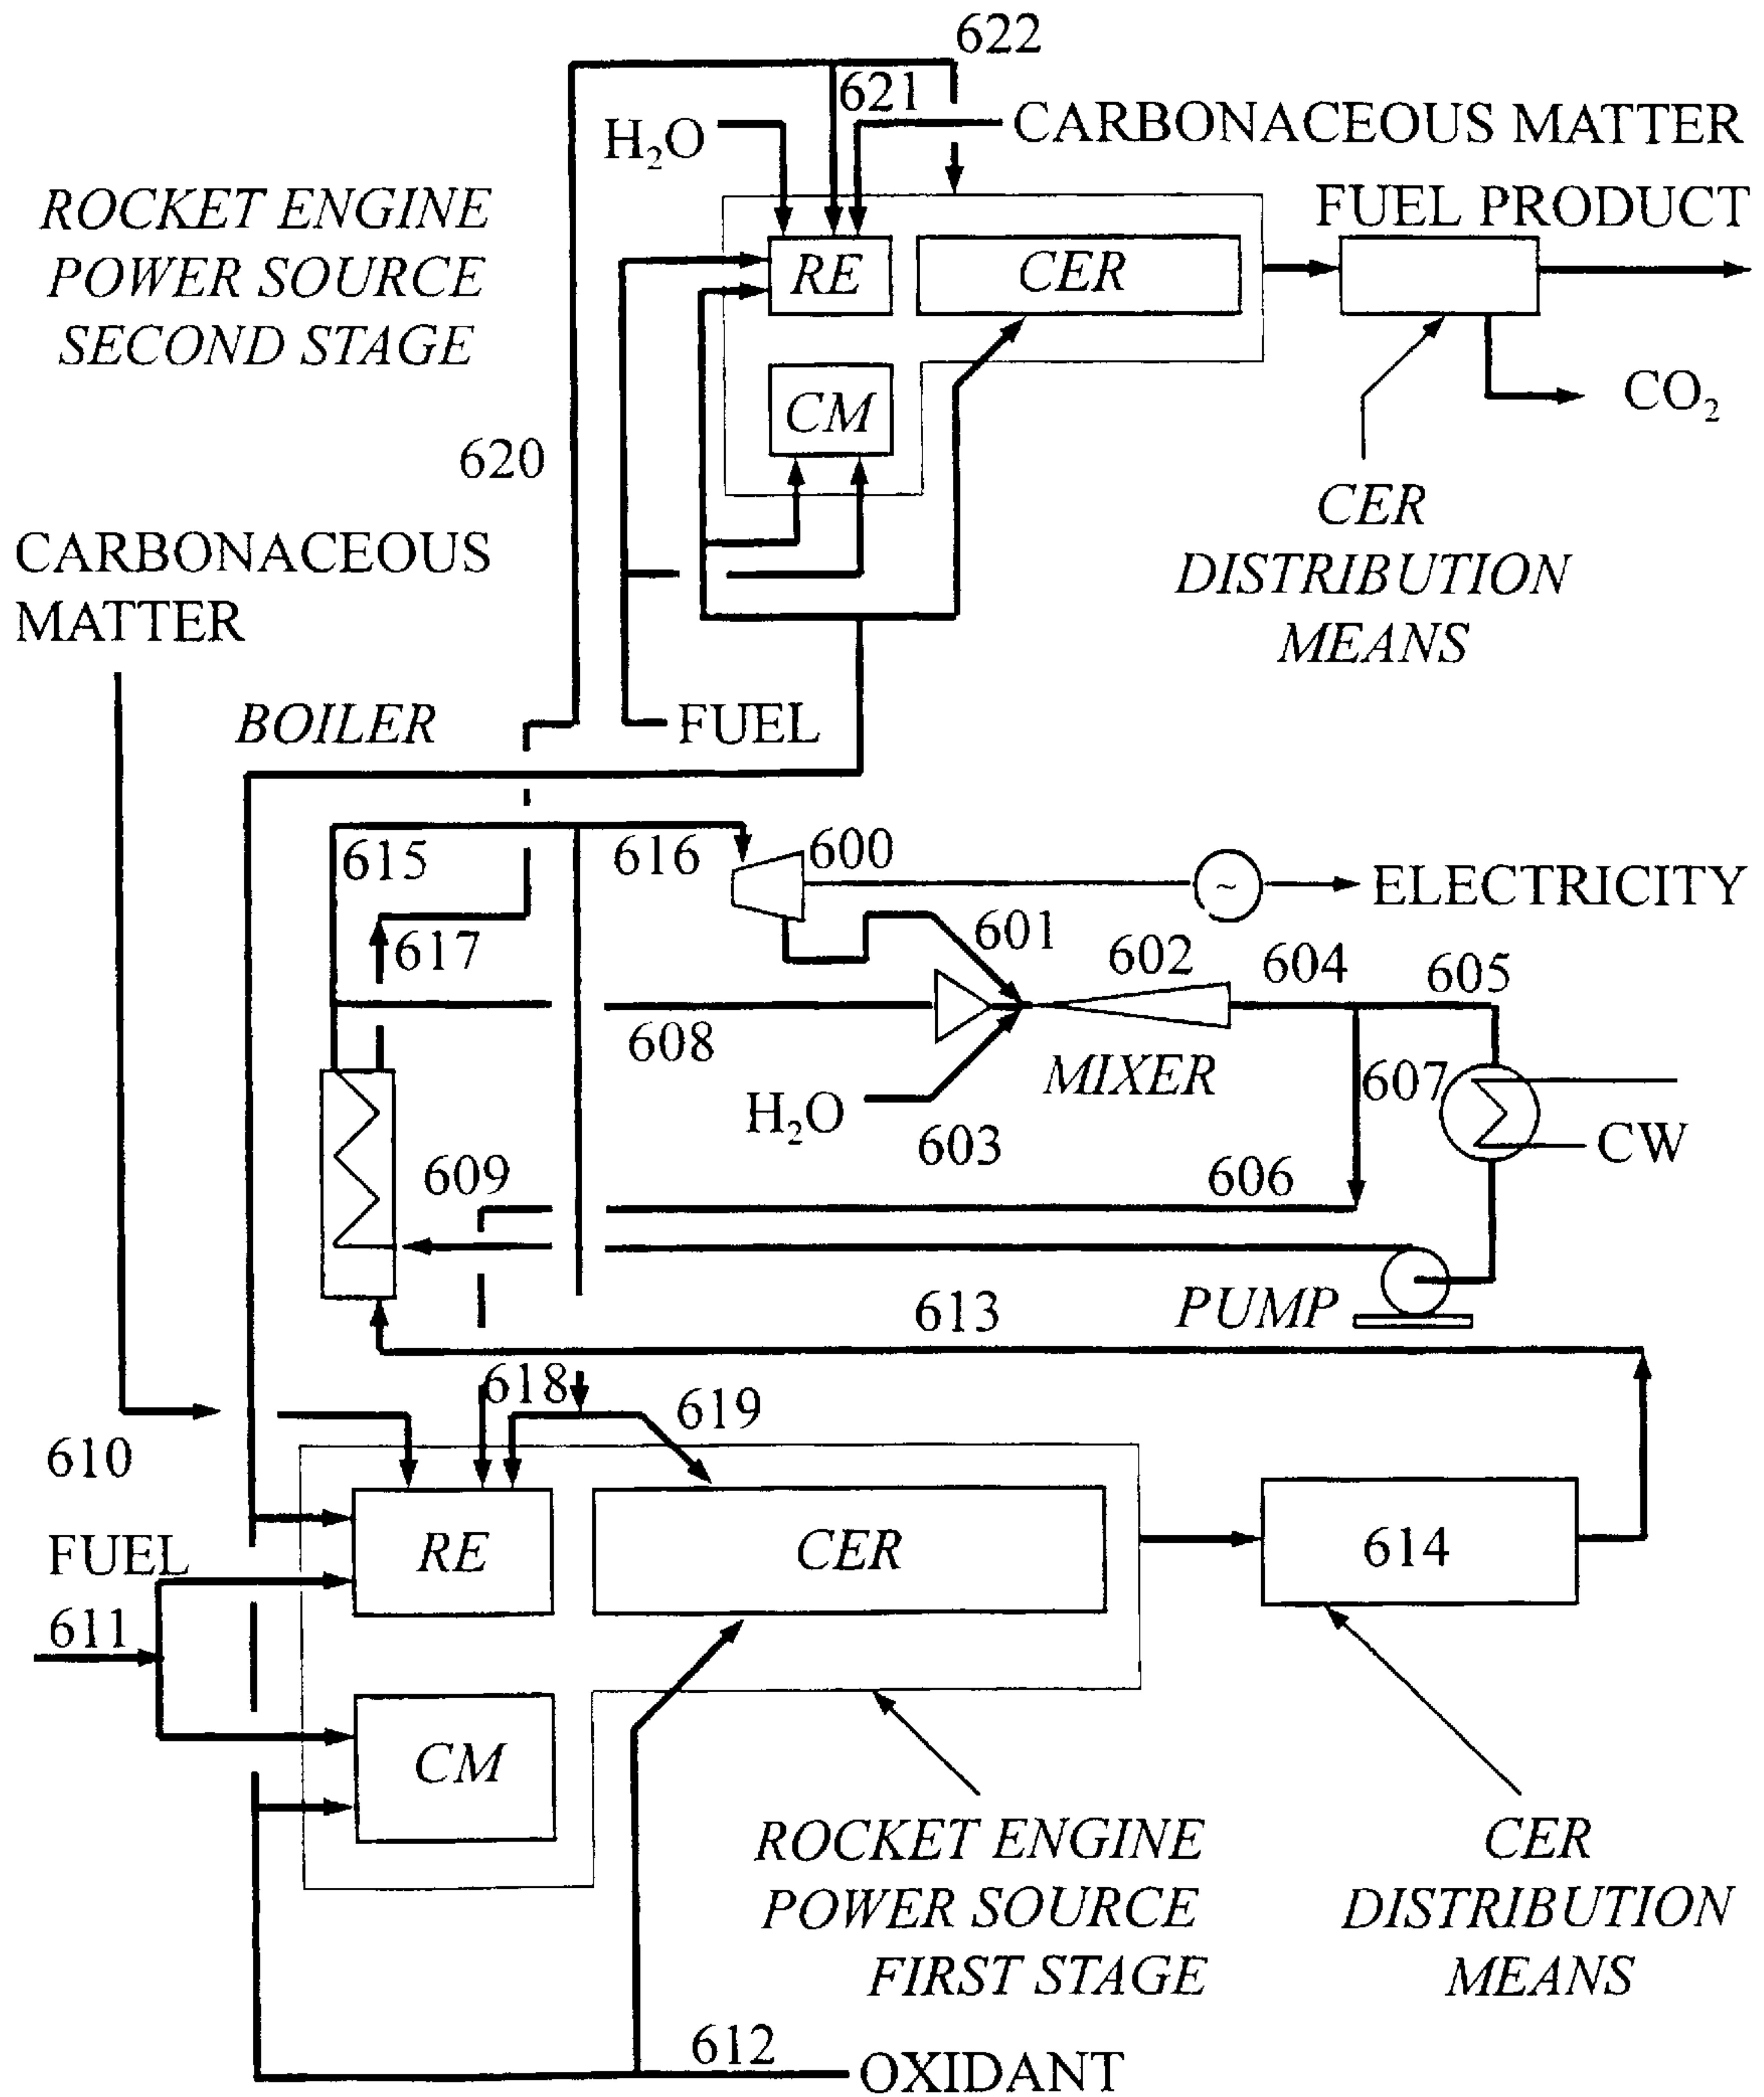 622
621
H₂O
CARBONACEOUS MATTER
ROCKET ENGINE
POWER SOURCE
SECOND STAGE
FUEL PRODUCT
RE
CER
CM
CO₂
620
CER
DISTRIBUTION
MEANS
CARBONACEOUS
MATTER
BOILER
FUEL
615
616
600
~
ELECTRICITY
617
601
602
604
605
608
MIXER
607
H₂O
603
CW
609
606
613
PUMP
618
619
610
FUEL
RE
CER
614
611
CM
ROCKET ENGINE
POWER SOURCE
FIRST STAGE
CER
DISTRIBUTION
MEANS
612
OXIDANT